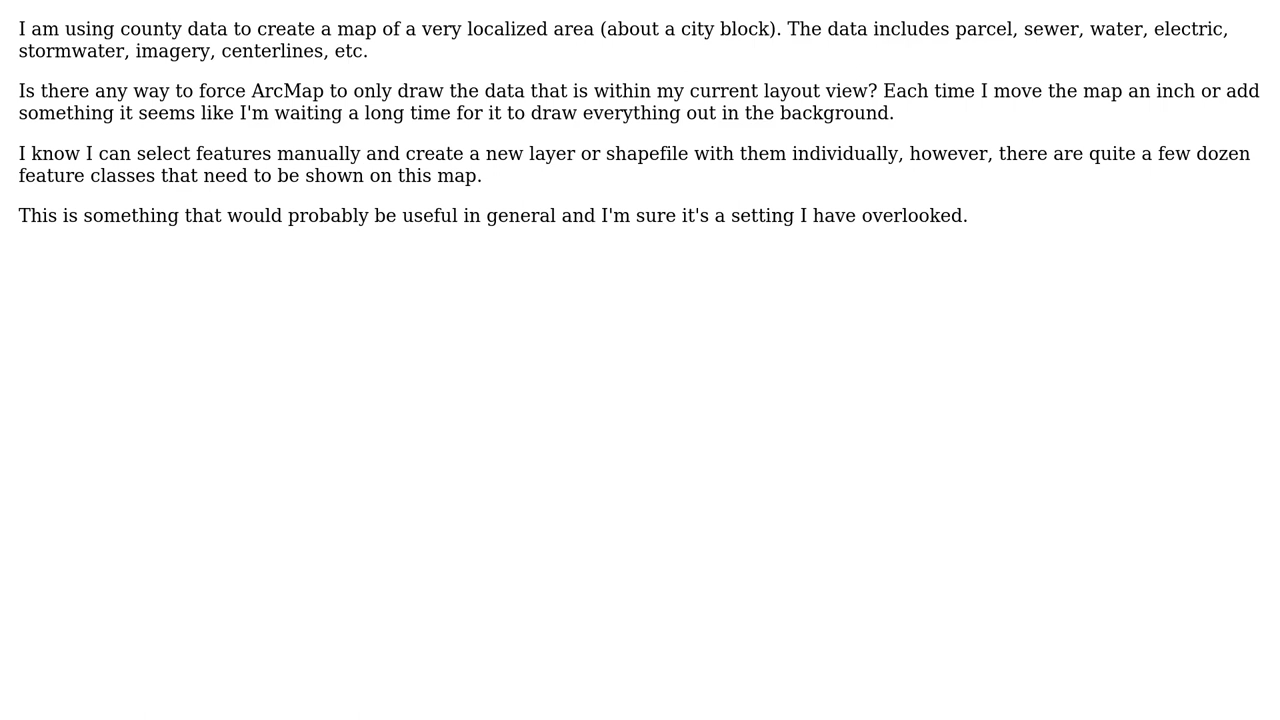 I am using county data to create a map of a very localized area (about a city block). The data includes parcel, sewer, water, electric,
stormwater, imagery, centerlines, etc.
Is there any way to force ArcMap to only draw the data that is within my current layout view? Each time I move the map an inch or add
something it seems like I'm waiting a long time for it to draw everything out in the background.
I know I can select features manually and create a new layer or shapefile with them individually, however, there are quite a few dozen
feature classes that need to be shown on this map.
This is something that would probably be useful in general and I'm sure it's a setting I have overlooked.